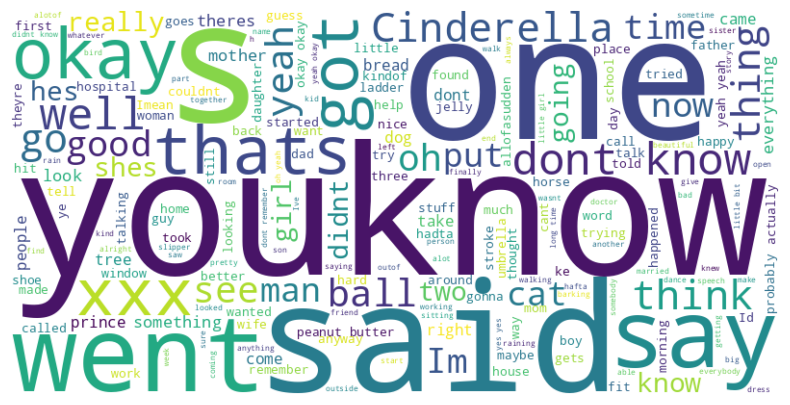 alotof
whatever
didnt know
goes
theres
really
first
okay
s
bird
yeah
okay okay
guess
got
Cinderella
time
sometime
sister
name
h
yeah okay
walk
always
came
father
place
story
thing
hes
theyre
hospital
mother
little
bread
kindof
ladder
found
tried
couldnt
daughter
one
part
together
kid
dont
help
jelly
allofasudden
going
school
now
yeah yeah
everything
well
Imean
woman
started
back
want
nice
dog
day
little girl
call
talk
told
happy
beautiful
go
good
thats
hit
look
shes
still
dad
try
three
left
oh
put
end
dont know
tell
rain
ye
oh yeah
finally
open
youknow
people
talking
guy
home
room
looking
girl
dont remember
Ive
didnt
stuff
take
hadta
much
person
stroke
umbrella
thought
horse
wasnt
cant
long time
doctor
word
trying
another
give
bad
happened
little bit
actually
find
kind
took
slipper
saw
pretty
son
saying
outof
alot
ke
married
knew
probably
shoe
made
tree
window
alright
better
xxx
see
man
hard
ball
around
two
walking
gonna
cat
hafta
barking
somebody
dance
speech
make
think
called
prince
something
looked
wanted
wife
peanut butter
friend
working
sitting
right
mom
way
yes yes
raining
boy
getting
Id
morning
went
said
say
really
work
week
sure
coming
come
anything
remember
anyway
start
outside
Im
maybe
gets
house
fit
know
able
everybody
big
dress